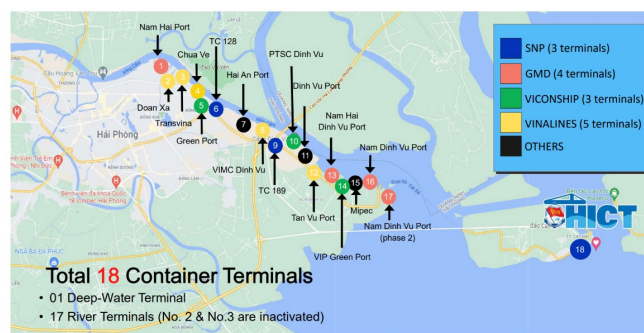 Nam Hai Port
Chua Ve
TC 128
Hai An Port
PTSC Dinh Vu
Dinh Vu Port
Nam Hai
Dinh Vu Port
Nam Dinh Vu Port
SNP (3 terminals)
GMD (4 terminals)
VICONSHIP (3 terminals)
VINALINES (5 terminals)
OTHERS
1
4
5
6
7
8
9
10
11
12
13
14
15
16
17
18
Doan Xa
Transvina
Green Port
VIMC Dinh Vu
TC 189
Tan Vu Port
VIP Green Port
Mipec
Nam Dinh Vu Port
(phase 2)
Hải Phòng
HICT
Total 18 Container Terminals
• 01 Deep-Water Terminal
• 17 River Terminals (No. 2 & No.3 are inactivated)